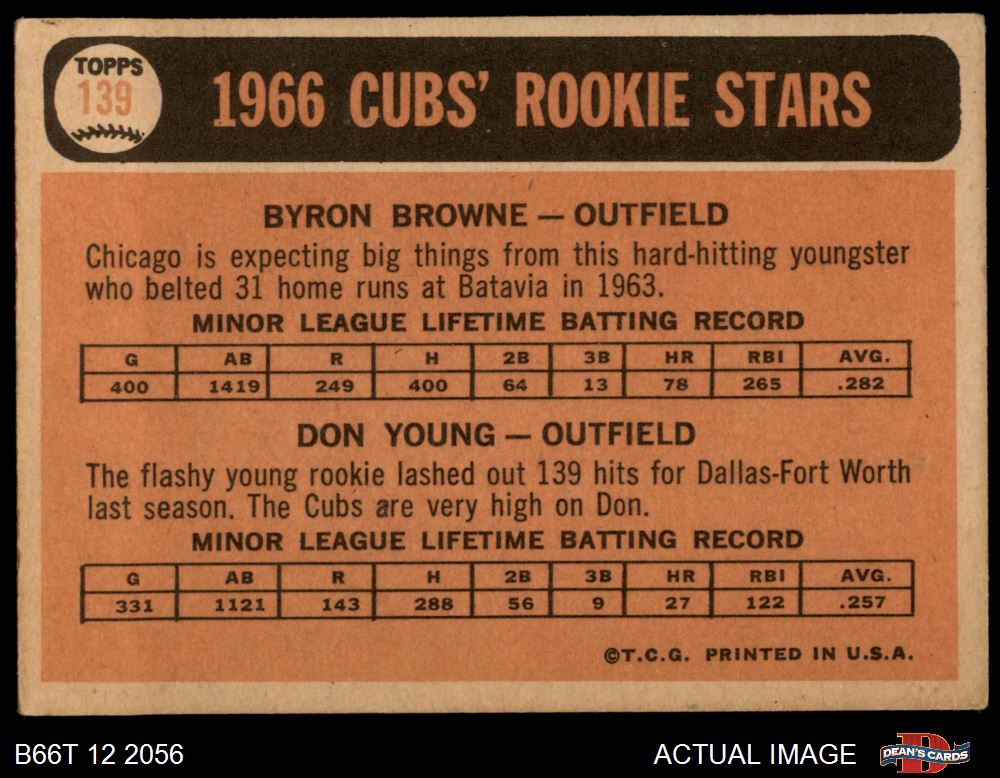 TOPPS
139
1966 CUBS' ROOKIE STARS
BYRON BROWNE — OUTFIELD
Chicago is expecting big things from this hard-hitting youngster
who belted 31 home runs at Batavia in 1963.
MINOR LEAGUE LIFETIME BATTING RECORD
G AB R H 2B 3B HR RBI AVG.
400 1419 249 400 64 13 78 265 .282
DON YOUNG — OUTFIELD
The flashy young rookie lashed out 139 hits for Dallas-Fort Worth
last season. The Cubs are very high on Don.
MINOR LEAGUE LIFETIME BATTING RECORD
G AB R H 2B 3B HR RBI AVG.
331 1121 143 288 56 9 27 122 .257
©T.C.G. PRINTED IN U.S.A.
B66T 12 2056
ACTUAL IMAGE
DEAN'S CARDS